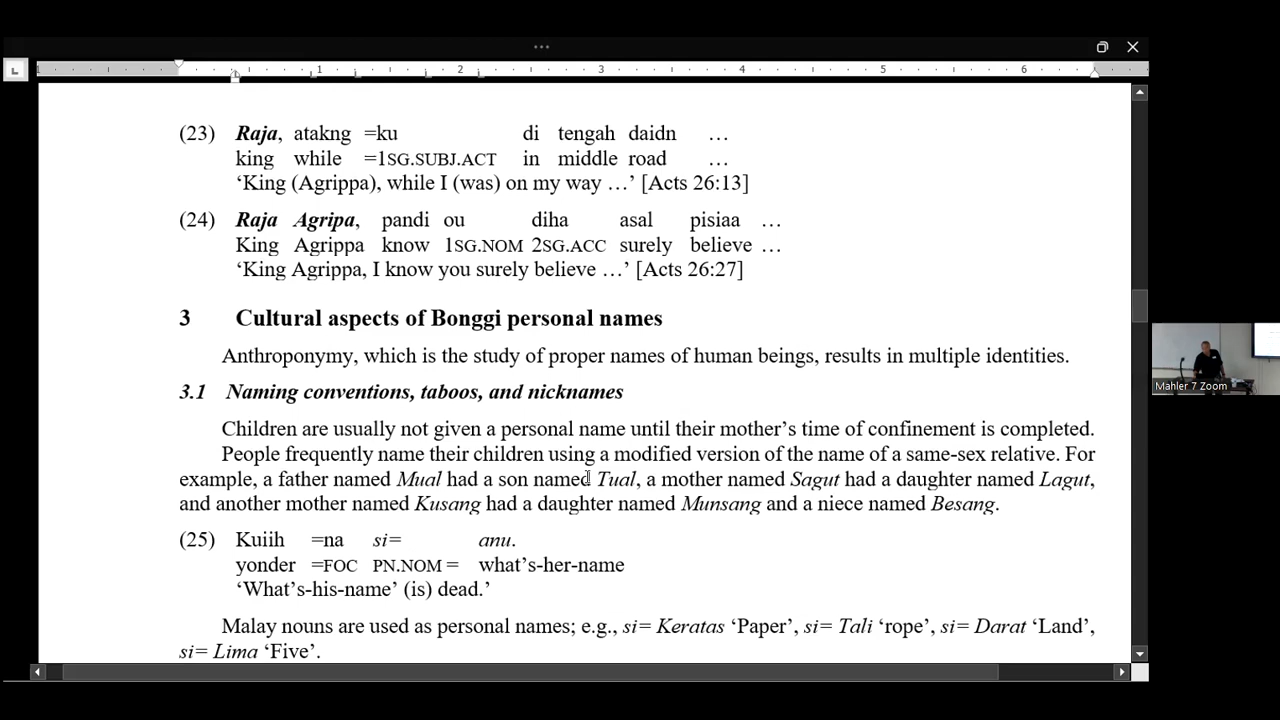 (23) Raja, atakng =ku di tengah daidn …
king while =1SG.SUBJ.ACT in middle road …
‘King (Agrippa), while I (was) on my way …’ [Acts 26:13]
(24) Raja Agripa, pandi ou diha asal pisiaa …
King Agrippa know 1SG.NOM 2SG.ACC surely believe …
‘King Agrippa, I know you surely believe …’ [Acts 26:27]
3 Cultural aspects of Bonggi personal names
Anthroponymy, which is the study of proper names of human beings, results in multiple identities.
3.1 Naming conventions, taboos, and nicknames
Children are usually not given a personal name until their mother’s time of confinement is completed.
People frequently name their children using a modified version of the name of a same-sex relative. For
example, a father named Mual had a son named Tual, a mother named Sagut had a daughter named Lagut,
and another mother named Kusang had a daughter named Munsang and a niece named Besang.
(25) Kuiih =na si= anu.
yonder =FOC PN.NOM = what’s-her-name
‘What’s-his-name’ (is) dead.’
Malay nouns are used as personal names; e.g., si= Keratas ‘Paper’, si= Tali ‘rope’, si= Darat ‘Land’,
si= Lima ‘Five’.
1 2 3 4 5 6
Mahler 7 Zoom